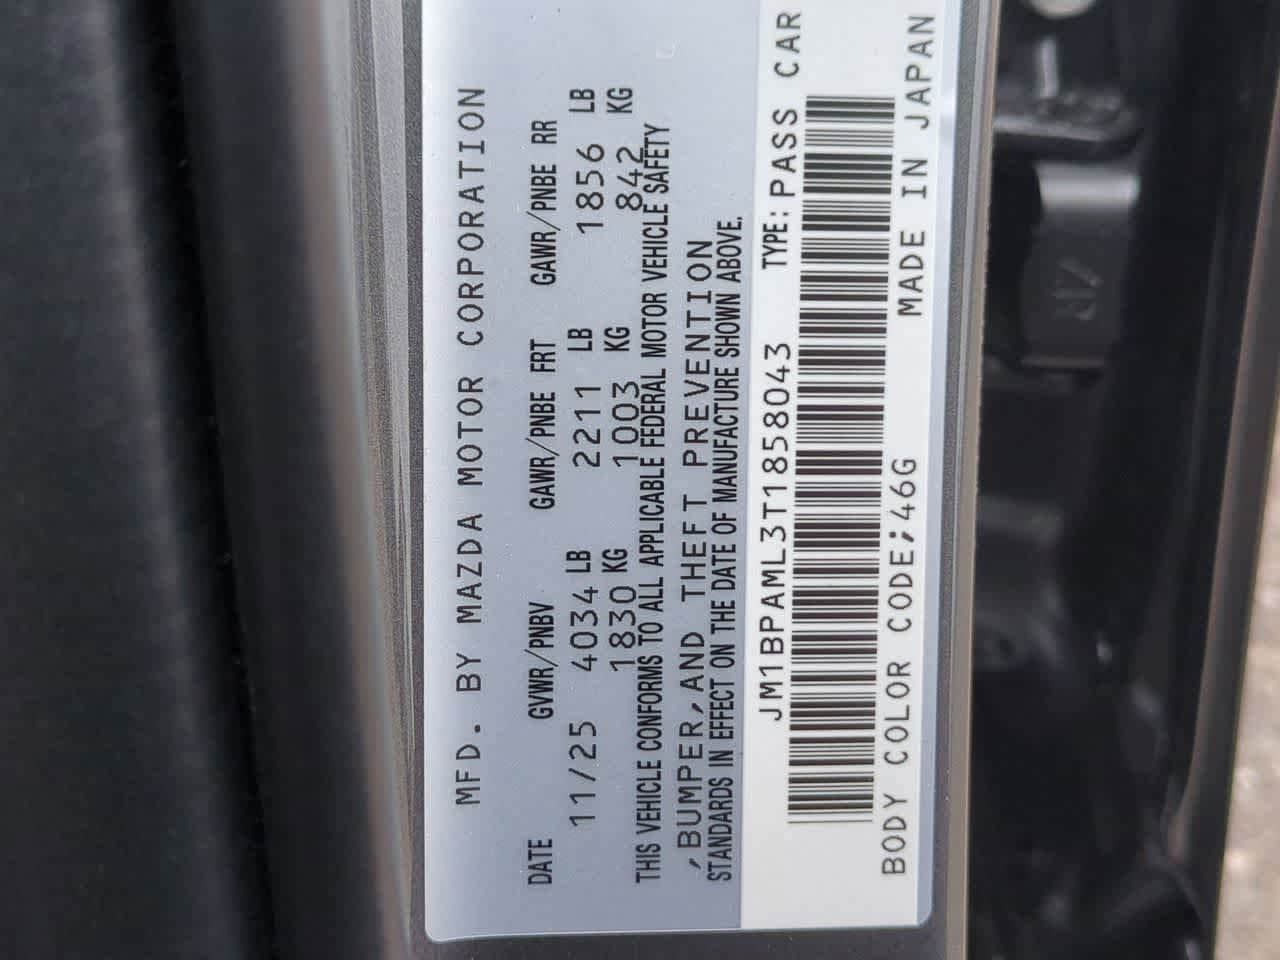 MFD. BY MAZDA MOTOR CORPORATION
DATE GVWR/PNBV GAWR/PNBE FRT GAWR/PNBE RR
11/25 4034 LB 2211 LB 1856 LB
1830 KG 1003 KG 842 KG
THIS VEHICLE CONFORMS TO ALL APPLICABLE FEDERAL MOTOR VEHICLE SAFETY
,BUMPER,AND THEFT PREVENTION
STANDARDS IN EFFECT ON THE DATE OF MANUFACTURE SHOWN ABOVE.
JM1BPAML3T1858043 TYPE: PASS CAR
BODY COLOR CODE;46G MADE IN JAPAN